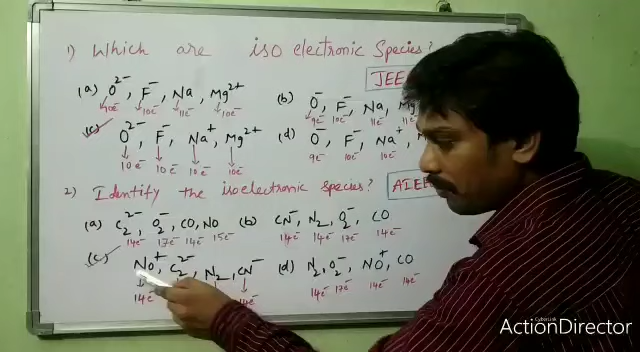 1) Which are isoelectronic Species?
JEE
(a) O²⁻, F⁻, Na, Mg²⁺
10e⁻ 10e⁻ 11e⁻ 10e⁻
(b) O⁻, F⁻, Na, Mg
9e⁻ 10e⁻ 11e⁻
(c) O²⁻, F⁻, Na⁺, Mg²⁺
10e⁻ 10e⁻ 10e⁻ 10e⁻
(d) O⁻, F⁻, Na⁺,
9e⁻ 10e⁻ 10e⁻
2) Identify the isoelectronic species?
AIEE
(a) C₂²⁻, O₂⁻, CO, NO
14e⁻ 17e⁻ 14e⁻ 15e⁻
(b) CN⁻, N₂, O₂⁻, CO
14e⁻ 14e⁻ 17e⁻ 14e⁻
(c) NO⁺, C₂²⁻, N₂, CN⁻
14e⁻ 14e⁻
(d) N₂, O₂⁻, NO⁺, CO
14e⁻ 17e⁻ 14e⁻ 14e⁻
CyberLink
ActionDirector